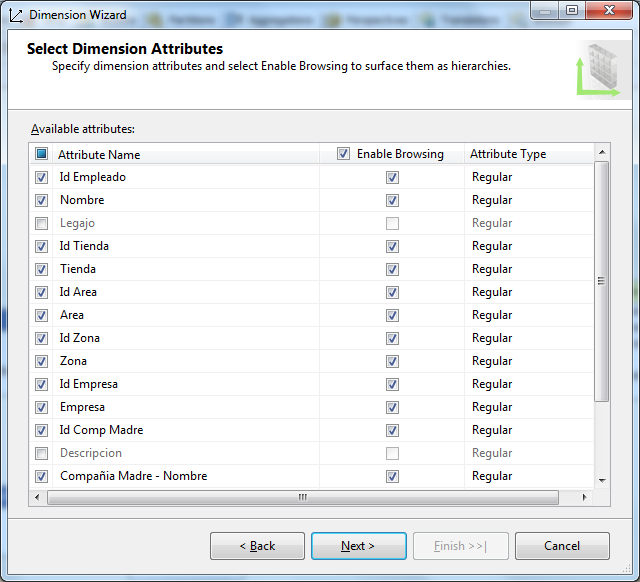 Dimension Wizard
Select Dimension Attributes
Specify dimension attributes and select Enable Browsing to surface them as hierarchies.
Available attributes:
Attribute Name Enable Browsing Attribute Type
Id Empleado Regular
Nombre Regular
Legajo Regular
Id Tienda Regular
Tienda Regular
Id Area Regular
Area Regular
Id Zona Regular
Zona Regular
Id Empresa Regular
Empresa Regular
Id Comp Madre Regular
Descripcion Regular
Compañia Madre - Nombre Regular
< Back Next > Finish >>| Cancel